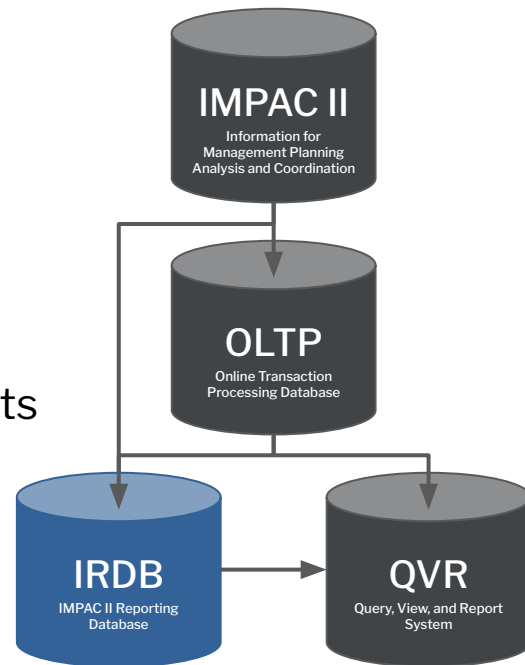 IMPAC II
Information for
Management Planning
Analysis and Coordination
OLTP
Online Transaction
Processing Database
ts
IRDB
IMPAC II Reporting
Database
QVR
Query, View, and Report
System